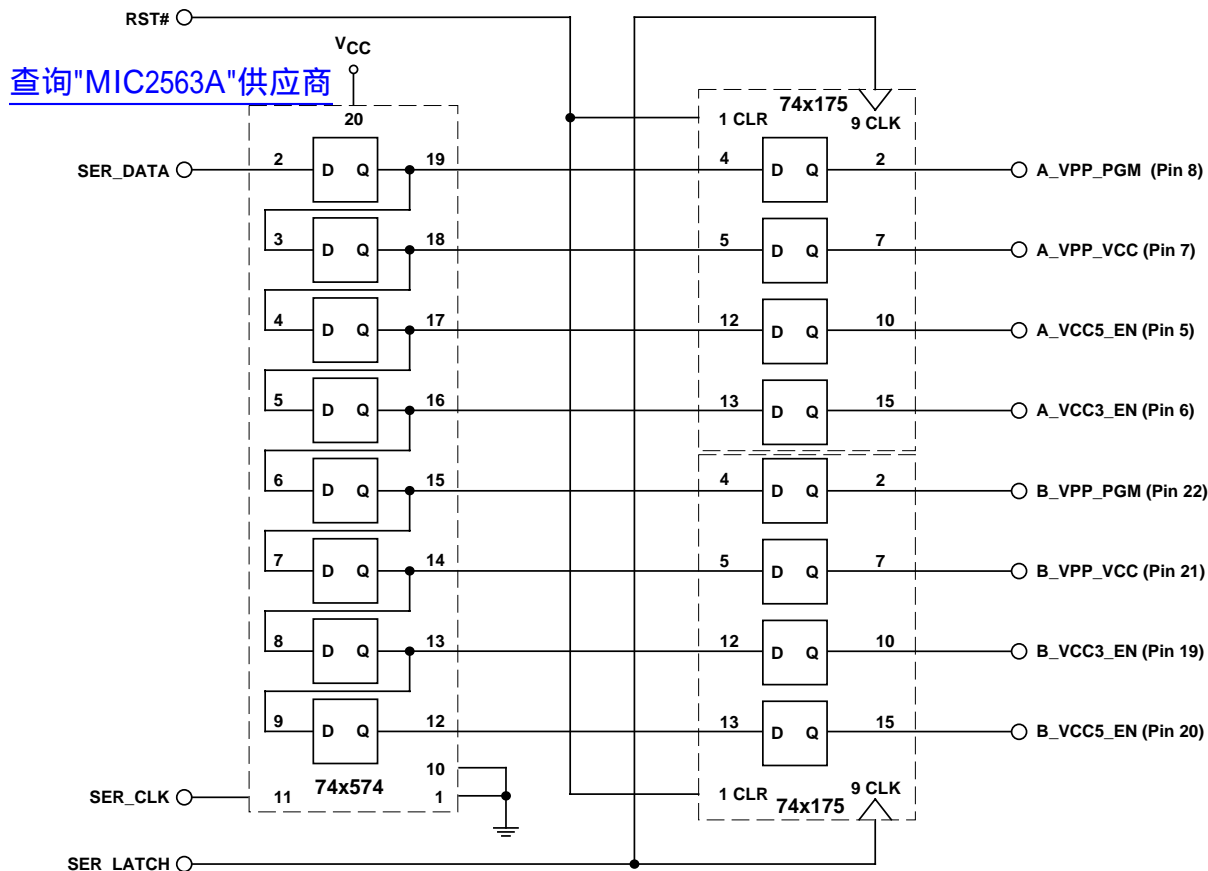 RST#
VCC
查询"MIC2563A"供应商
20
74x175
1 CLR
9 CLK
SER_DATA
2
D Q
19
4
D Q
2
A_VPP_PGM (Pin 8)
3
D Q
18
5
D Q
7
A_VPP_VCC (Pin 7)
4
D Q
17
12
D Q
10
A_VCC5_EN (Pin 5)
5
D Q
16
13
D Q
15
A_VCC3_EN (Pin 6)
6
D Q
15
4
D Q
2
B_VPP_PGM (Pin 22)
7
D Q
14
5
D Q
7
B_VPP_VCC (Pin 21)
8
D Q
13
12
D Q
10
B_VCC3_EN (Pin 19)
9
D Q
12
13
D Q
15
B_VCC5_EN (Pin 20)
10
74x574
SER_CLK
11
1
1 CLR
9 CLK
74x175
SER_LATCH